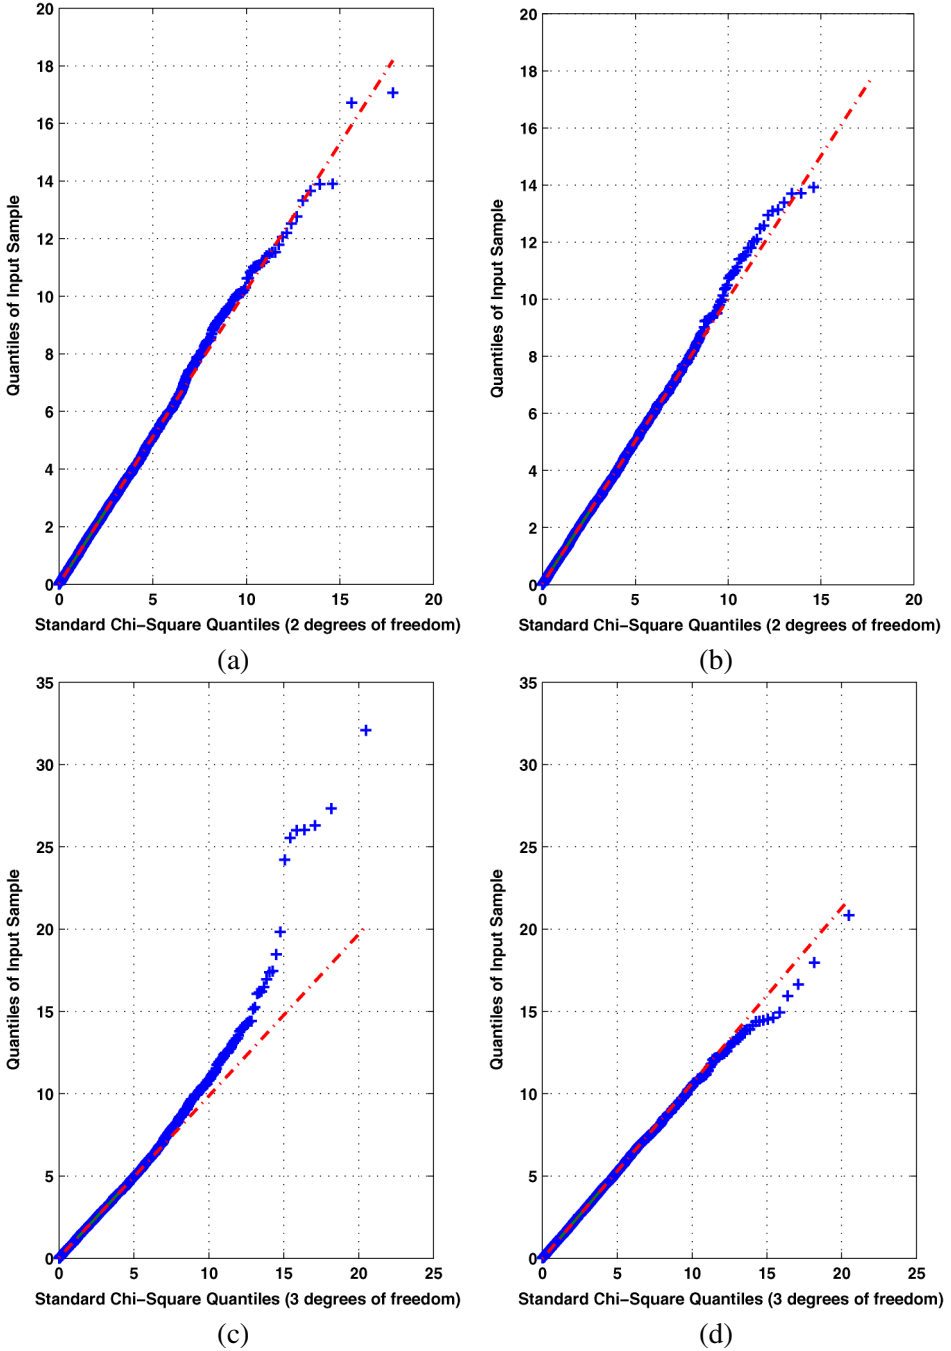 20
18
16
14
12
10
8
6
4
2
0
Quantiles of Input Sample
0 5 10 15 20
Standard Chi−Square Quantiles (2 degrees of freedom)
(a)
20
18
16
14
12
10
8
6
4
2
0
Quantiles of Input Sample
0 5 10 15 20
Standard Chi−Square Quantiles (2 degrees of freedom)
(b)
35
30
25
20
15
10
5
0
Quantiles of Input Sample
0 5 10 15 20 25
Standard Chi−Square Quantiles (3 degrees of freedom)
(c)
35
30
25
20
15
10
5
0
Quantiles of Input Sample
0 5 10 15 20 25
Standard Chi−Square Quantiles (3 degrees of freedom)
(d)